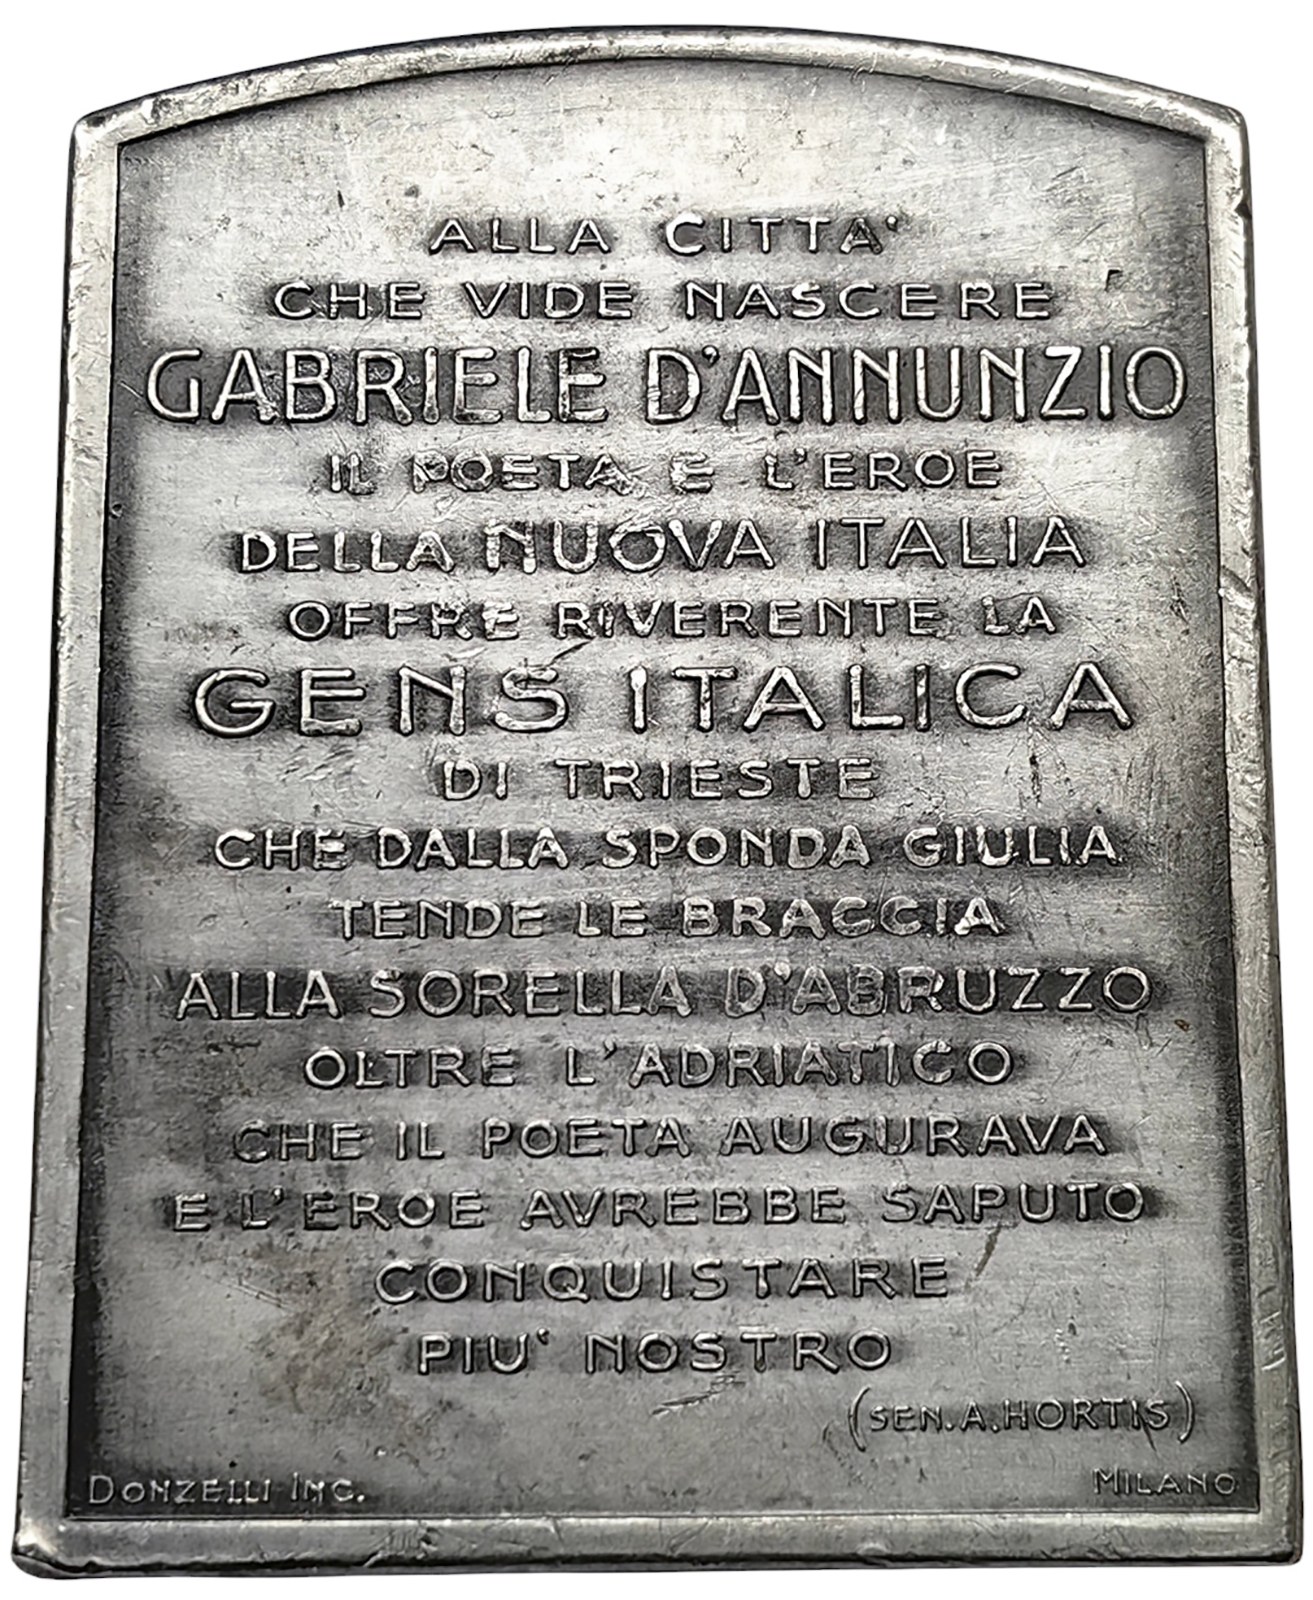 ALLA CITTA'
CHE VIDE NASCERE
GABRIELE D'ANNUNZIO
IL POETA E L'EROE
DELLA NUOVA ITALIA
OFFRE RIVERENTE LA
GENS ITALICA
DI TRIESTE
CHE DALLA SPONDA GIULIA
TENDE LE BRACCIA
ALLA SORELLA D'ABRUZZO
OLTRE L'ADRIATICO
CHE IL POETA AUGURAVA
E L'EROE AVREBBE SAPUTO
CONQUISTARE
PIU' NOSTRO
(SEN. A. HORTIS)
DONZELLI INC. MILANO